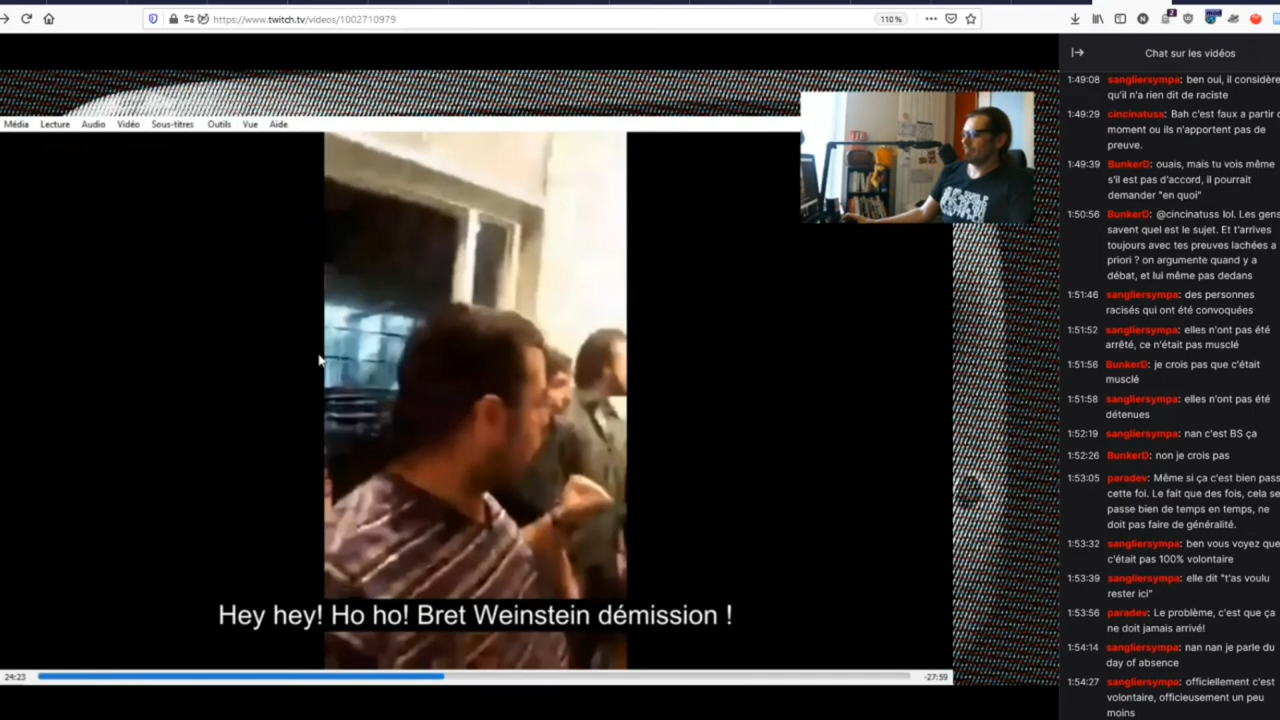 https://www.twitch.tv/videos/1002710979
110%
Chat sur les vidéos
Média Lecture Audio Vidéo Sous-titres Outils Vue Aide
Hey hey! Ho ho! Bret Weinstein démission !
24:23
-27:59
1:49:08 sangliersympa: ben oui, il considère
qu'il n'a rien dit de raciste
1:49:29 cincinatuss: Bah c'est faux a partir
moment ou ils n'apportent pas de
preuve.
1:49:39 BunkerD: ouais, mais tu vois même
s'il est pas d'accord, il pourrait
demander "en quoi"
1:50:56 BunkerD: @cincinatuss lol. Les gens
savent quel est le sujet. Et t'arrives
toujours avec tes preuves lachées a
priori ? on argumente quand y a
débat, et lui même pas dedans
1:51:46 sangliersympa: des personnes
racisés qui ont été convoquées
1:51:52 sangliersympa: elles n'ont pas été
arrêté, ce n'était pas musclé
1:51:56 BunkerD: je crois pas que c'était
musclé
1:51:58 sangliersympa: elles n'ont pas été
détenues
1:52:19 sangliersympa: nan c'est BS ça
1:52:26 BunkerD: non je crois pas
1:53:05 paradev: Même si ça c'est bien pass
cette foi. Le fait que des fois, cela se
passe bien de temps en temps, ne
doit pas faire de généralité.
1:53:32 sangliersympa: ben vous voyez que
c'était pas 100% volontaire
1:53:39 sangliersympa: elle dit "t'as voulu
rester ici"
1:53:56 paradev: Le problème, c'est que ça
ne doit jamais arrivé!
1:54:14 sangliersympa: nan nan je parle du
day of absence
1:54:27 sangliersympa: officiellement c'est
volontaire, officieusement un peu
moins